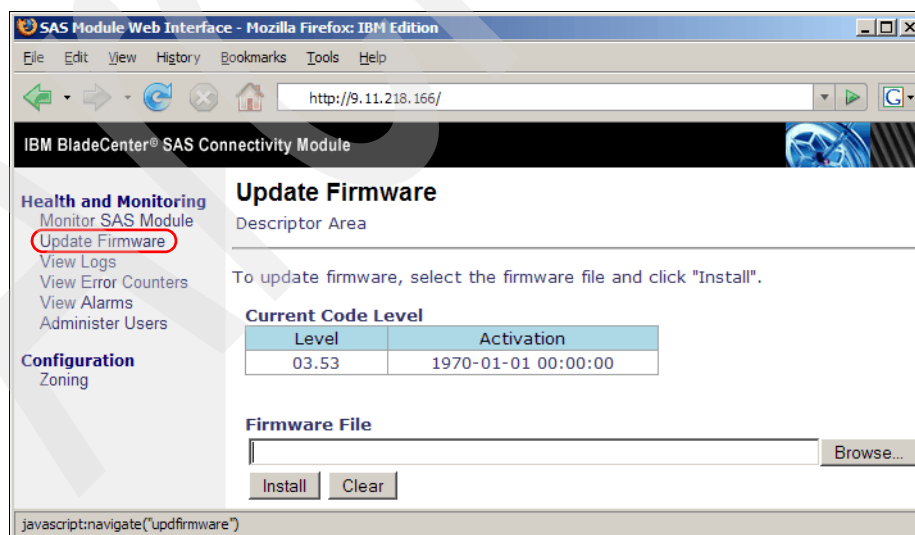 SAS Module Web Interface - Mozilla Firefox: IBM Edition
File Edit View History Bookmarks Tools Help
http://9.11.218.166/
G
IBM BladeCenter® SAS Connectivity Module
Health and Monitoring
Monitor SAS Module
Update Firmware
View Logs
View Error Counters
View Alarms
Administer Users
Configuration
Zoning
Update Firmware
Descriptor Area
To update firmware, select the firmware file and click "Install".
Current Code Level
Level Activation
03.53 1970-01-01 00:00:00
Firmware File
Browse...
Install Clear
javascript:navigate("updfirmware")